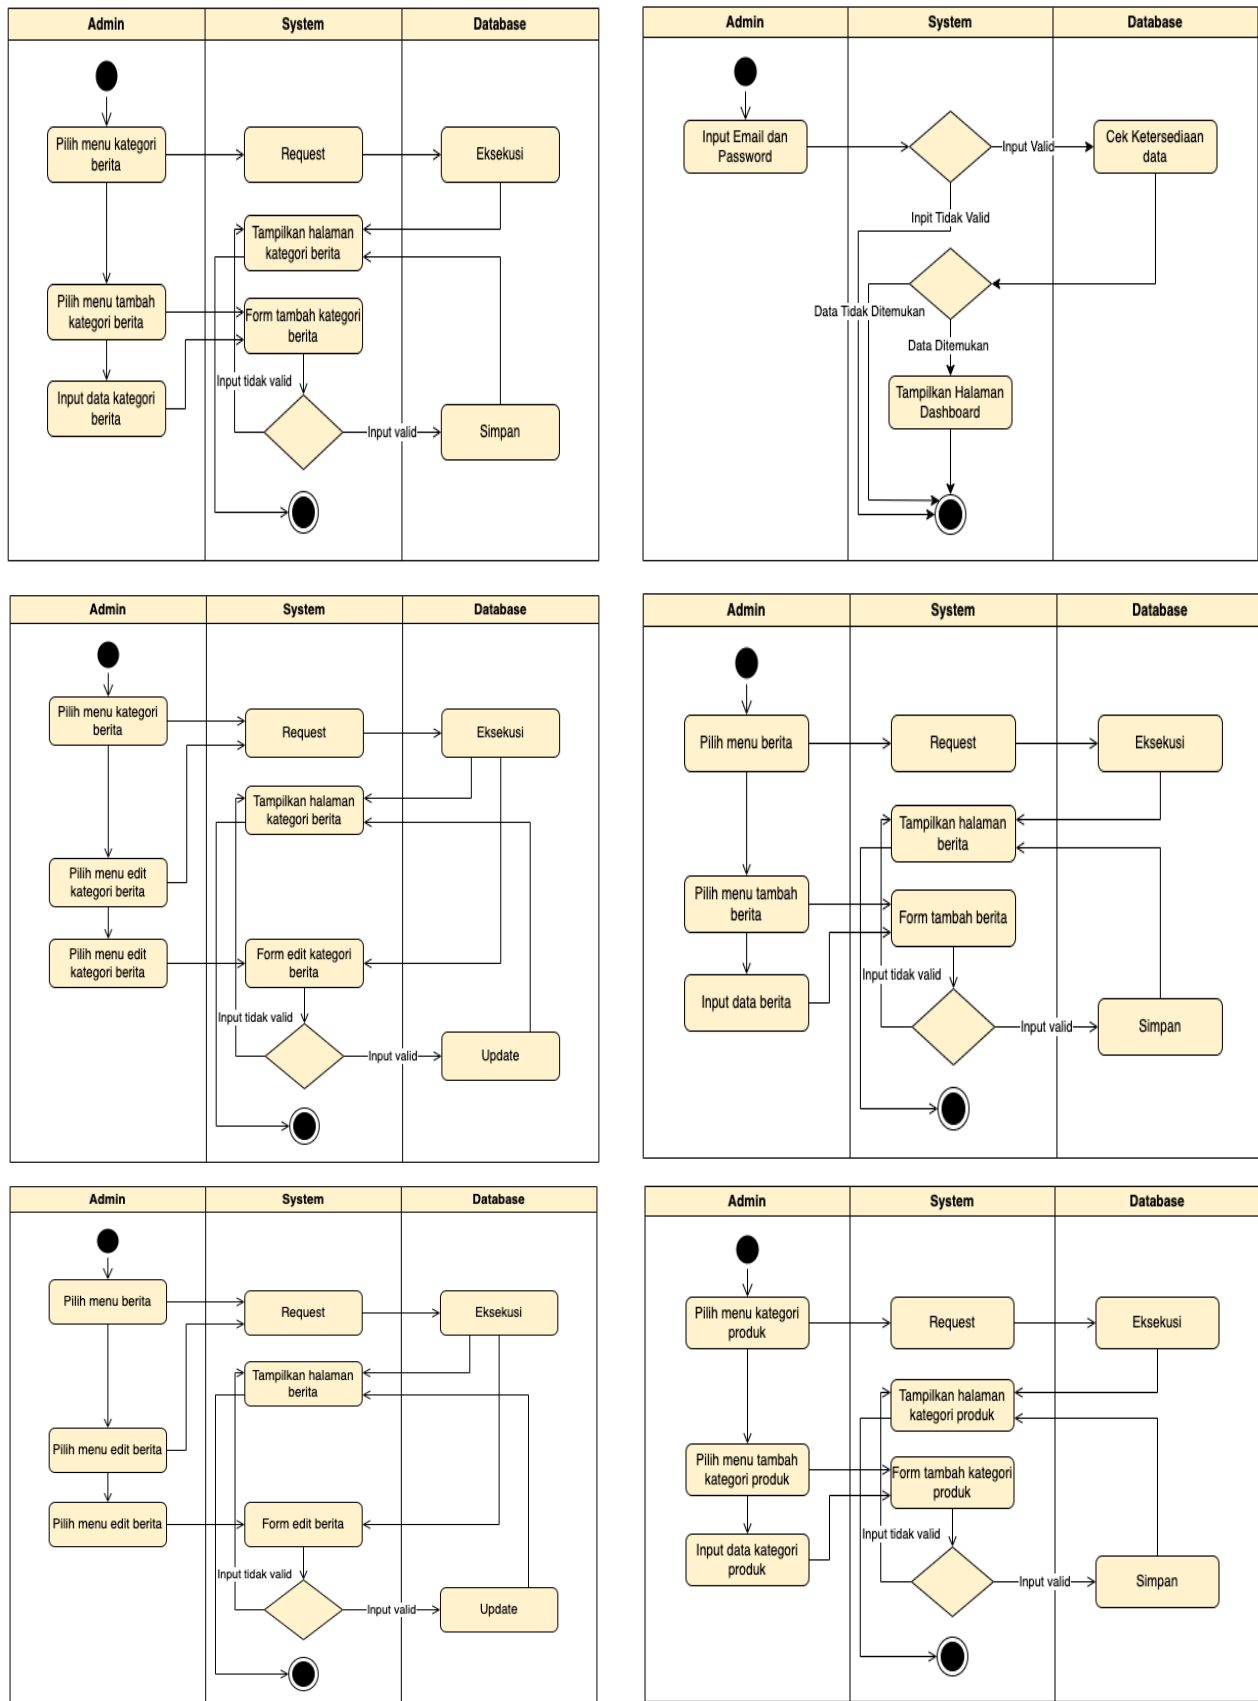 Admin
System
Database
Pilih menu kategori
berita
Request
Eksekusi
Tampilkan halaman
kategori berita
Pilih menu tambah
kategori berita
Form tambah kategori
berita
Input tidak valid
Input data kategori
berita
Input valid
Simpan
Admin
System
Database
Input Email dan
Password
Input Valid
Cek Ketersediaan
data
Inpit Tidak Valid
Data Tidak Ditemukan
Data Ditemukan
Tampilkan Halaman
Dashboard
Admin
System
Database
Pilih menu kategori
berita
Request
Eksekusi
Tampilkan halaman
kategori berita
Pilih menu edit
kategori berita
Pilih menu edit
kategori berita
Form edit kategori
berita
Input tidak valid
Input valid
Update
Admin
System
Database
Pilih menu berita
Request
Eksekusi
Tampilkan halaman
berita
Pilih menu tambah
berita
Form tambah berita
Input tidak valid
Input data berita
Input valid
Simpan
Admin
System
Database
Pilih menu berita
Request
Eksekusi
Tampilkan halaman
berita
Pilih menu edit berita
Pilih menu edit berita
Form edit berita
Input tidak valid
Input valid
Update
Admin
System
Database
Pilih menu kategori
produk
Request
Eksekusi
Tampilkan halaman
kategori produk
Pilih menu tambah
kategori produk
Form tambah kategori
produk
Input tidak valid
Input data kategori
produk
Input valid
Simpan